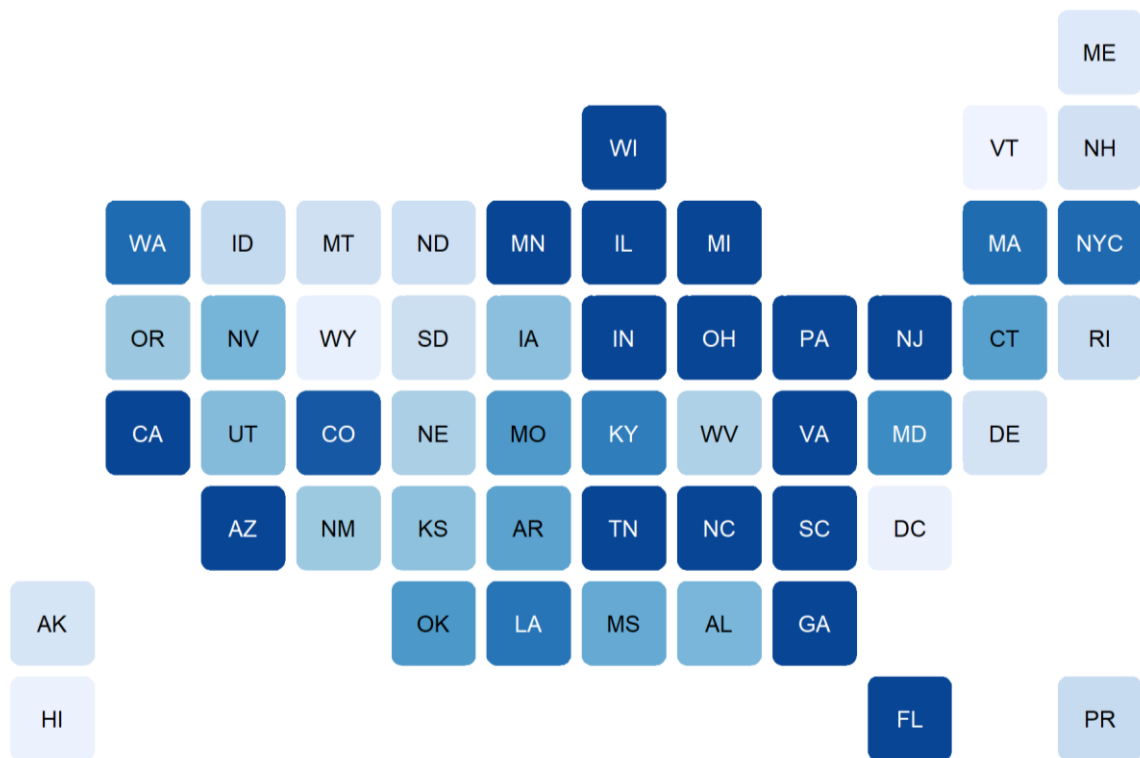 ME
WI VT NH
WA ID MT ND MN IL MI MA NYC
OR NV WY SD IA IN OH PA NJ CT RI
CA UT CO NE MO KY WV VA MD DE
AZ NM KS AR TN NC SC DC
AK OK LA MS AL GA
HI FL PR